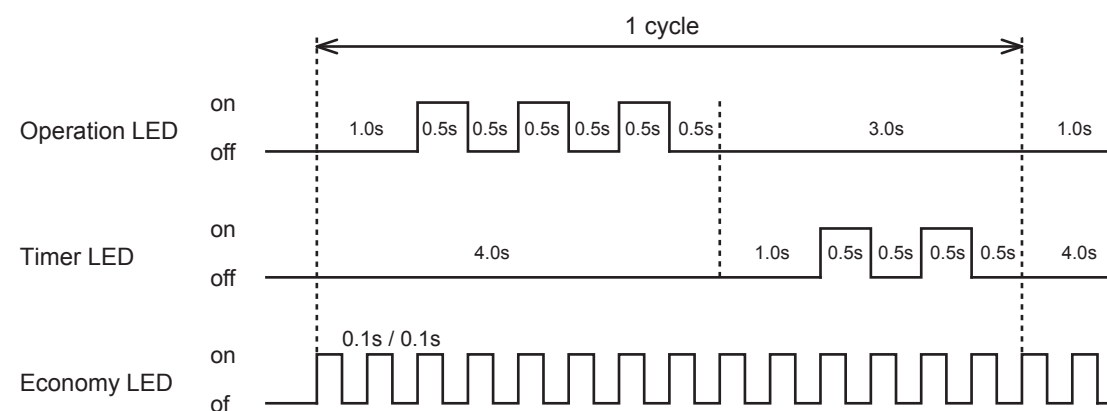 1 cycle
on
Operation LED
1.0s 0.5s 0.5s 0.5s 0.5s 0.5s 0.5s 3.0s 1.0s
off
on
Timer LED
4.0s 1.0s 0.5s 0.5s 0.5s 0.5s 4.0s
off
0.1s / 0.1s
on
Economy LED
of